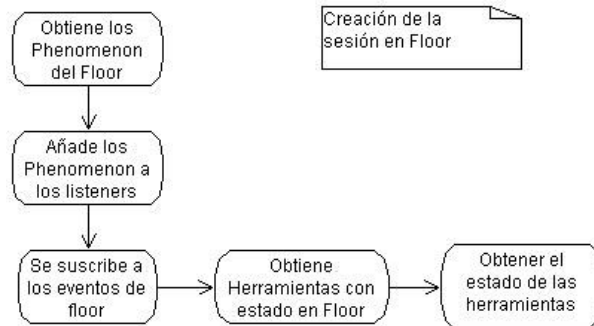 Obtiene los
Phenomenon
del Floor
Creación de la
sesión en Floor
Añade los
Phenomenon a
los listeners
Se suscribe a
los eventos de
floor
Obtiene
Herramientas con
estado en Floor
Obtener el
estado de las
herramientas